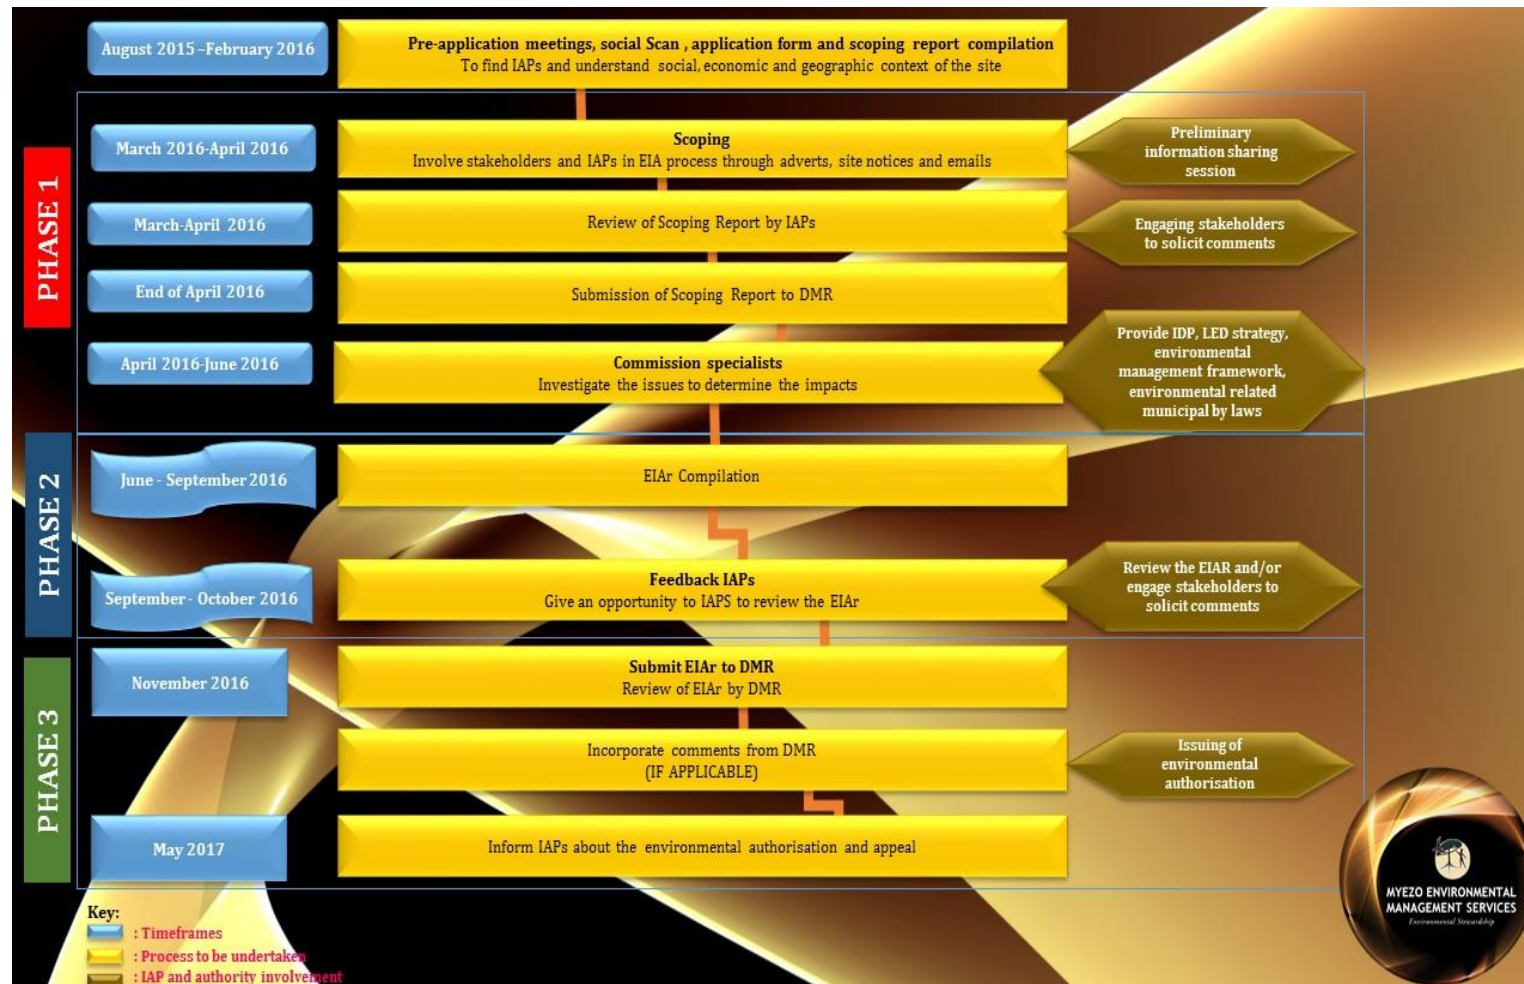 August 2015 –February 2016
Pre-application meetings, social Scan , application form and scoping report compilation
To find IAPs and understand social, economic and geographic context of the site
PHASE 1
March 2016-April 2016
Scoping
Involve stakeholders and IAPs in EIA process through adverts, site notices and emails
Preliminary
information sharing
session
March-April 2016
Review of Scoping Report by IAPs
Engaging stakeholders
to solicit comments
End of April 2016
Submission of Scoping Report to DMR
April 2016-June 2016
Commission specialists
Investigate the issues to determine the impacts
Provide IDP, LED strategy,
environmental
management framework,
environmental related
municipal by laws
PHASE 2
June - September 2016
EIAr Compilation
September - October 2016
Feedback IAPs
Give an opportunity to IAPS to review the EIAr
Review the EIAR and/or
engage stakeholders to
solicit comments
PHASE 3
November 2016
Submit EIAr to DMR
Review of EIAr by DMR
Incorporate comments from DMR
(IF APPLICABLE)
Issuing of
environmental
authorisation
May 2017
Inform IAPs about the environmental authorisation and appeal
Key:
: Timeframes
: Process to be undertaken
: IAP and authority involvement
MYEZO ENVIRONMENTAL
MANAGEMENT SERVICES
Environmental Stewardship